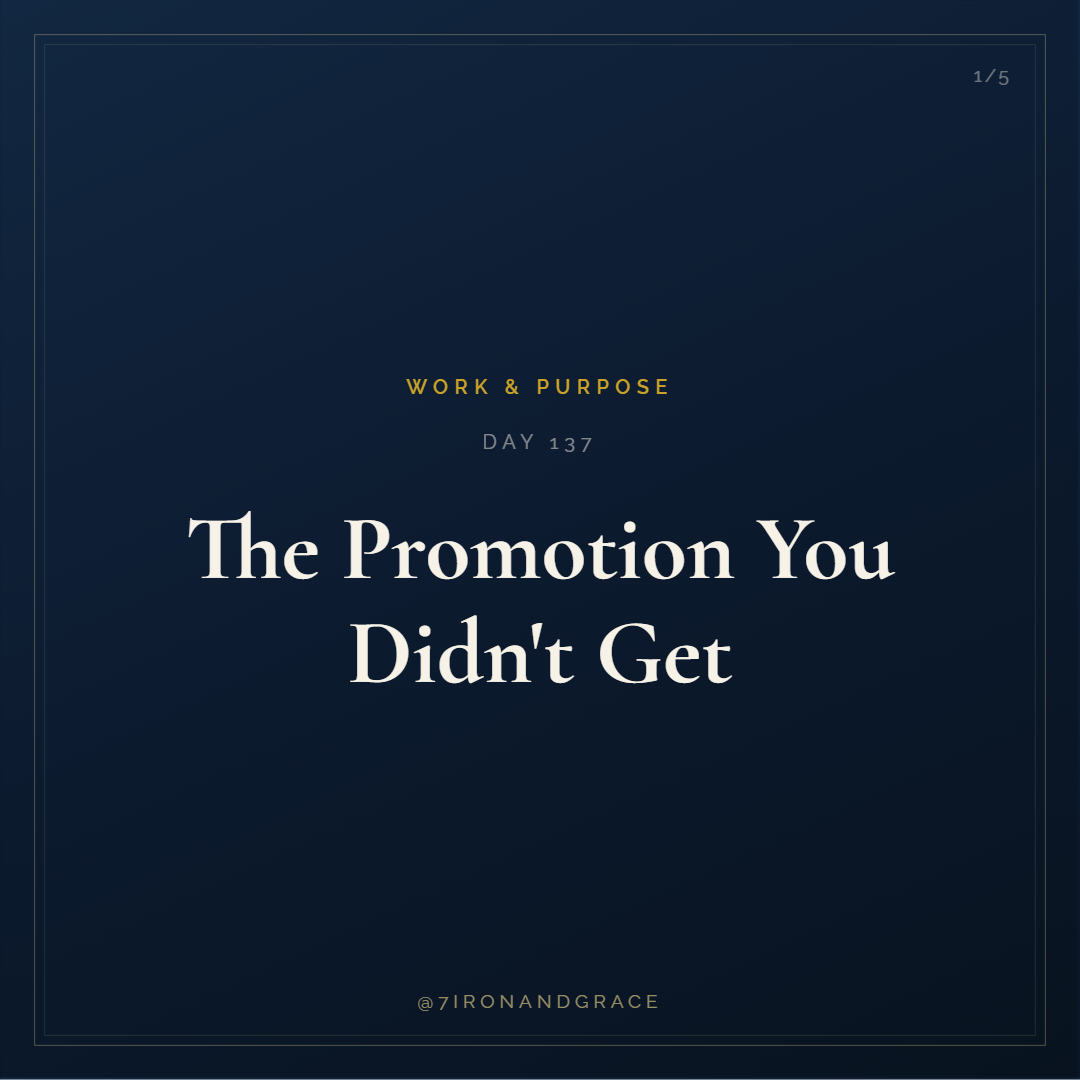 1/5
WORK & PURPOSE
DAY 137
The Promotion You
Didn't Get
@7IRONANDGRACE